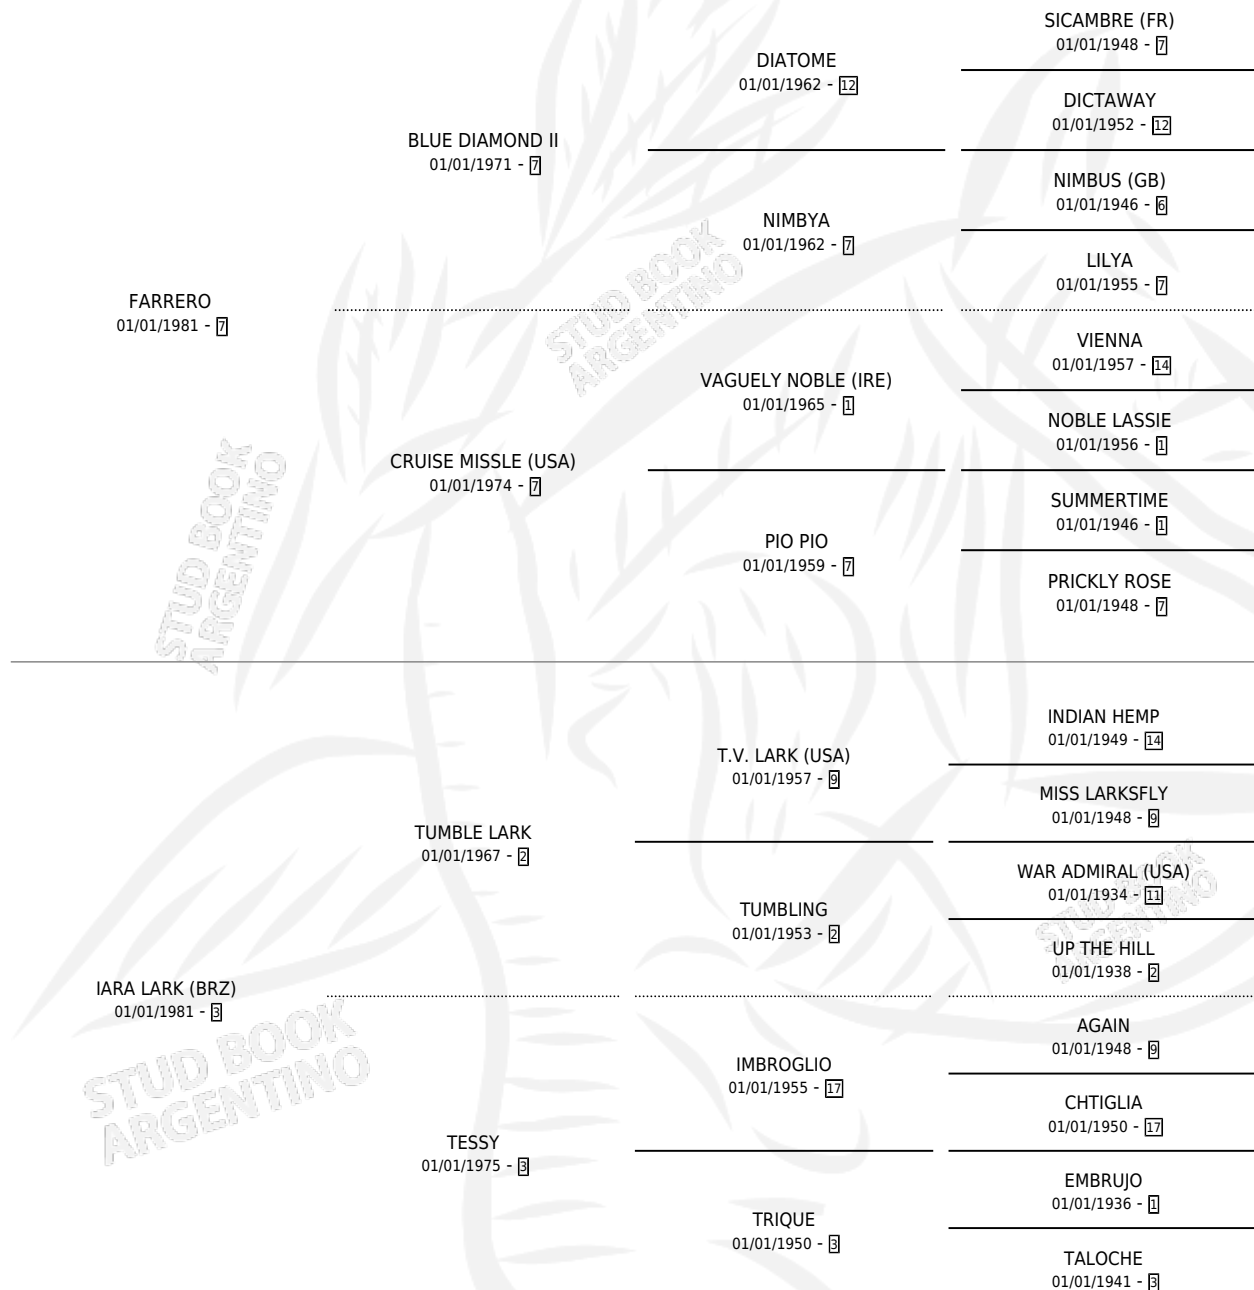 FARRERO
01/01/1981 - 7
BLUE DIAMOND II
01/01/1971 - 7
CRUISE MISSLE (USA)
01/01/1974 - 7
DIATOME
01/01/1962 - 12
NIMBYA
01/01/1962 - 7
VAGUELY NOBLE (IRE)
01/01/1965 - 1
PIO PIO
01/01/1959 - 7
SICAMBRE (FR)
01/01/1948 - 7
DICTAWAY
01/01/1952 - 12
NIMBUS (GB)
01/01/1946 - 6
LILYA
01/01/1955 - 7
VIENNA
01/01/1957 - 14
NOBLE LASSIE
01/01/1956 - 1
SUMMERTIME
01/01/1946 - 1
PRICKLY ROSE
01/01/1948 - 7
IARA LARK (BRZ)
01/01/1981 - 3
TUMBLE LARK
01/01/1967 - 2
TESSY
01/01/1975 - 3
T.V. LARK (USA)
01/01/1957 - 9
TUMBLING
01/01/1953 - 2
IMBROGLIO
01/01/1955 - 17
TRIQUE
01/01/1950 - 3
INDIAN HEMP
01/01/1949 - 14
MISS LARKSFLY
01/01/1948 - 9
WAR ADMIRAL (USA)
01/01/1934 - 11
UP THE HILL
01/01/1938 - 2
AGAIN
01/01/1948 - 9
CHTIGLIA
01/01/1950 - 17
EMBRUJO
01/01/1936 - 1
TALOCHE
01/01/1941 - 3
STUD BOOK
ARGENTINO
STUD BOOK
ARGENTINO
STUD BOOK
ARGENTINO
STUD BOOK
ARGENTINO